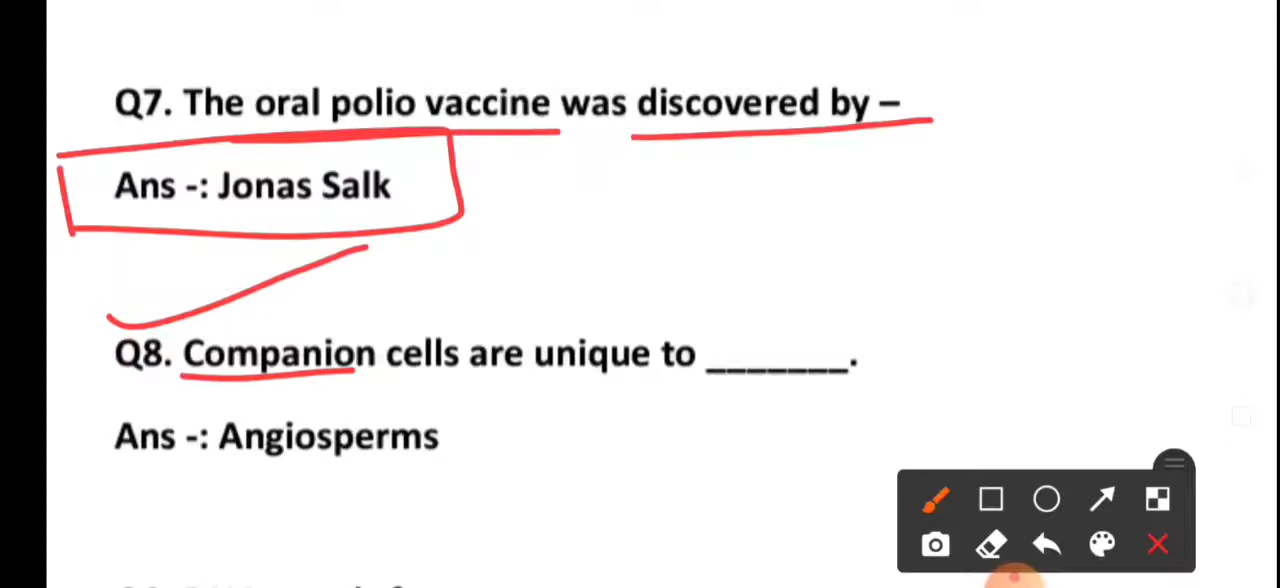 Q7. The oral polio vaccine was discovered by –
Ans -: Jonas Salk
Q8. Companion cells are unique to _______.
Ans -: Angiosperms